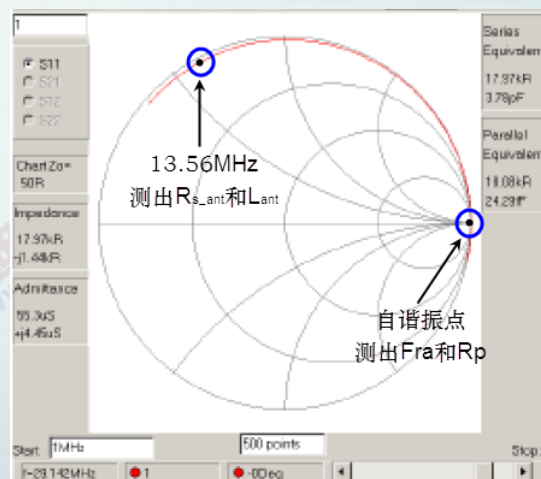 1
S11
S21
S12
S22
Chart Zo=
50R
Impedance
17.97kR
-j1.44kR
Admittance
55.3uS
+j4.45uS
13.56MHz
测出Rs_ant和Lant
自谐振点
测出Fra和Rp
Series
Equivalen
17.97kR
3.78pF
Parallel
Equivalen
18.08kR
24.29fF
Start
1MHz
500 points
Stop:
f=29.142MHz
1
-0Deg